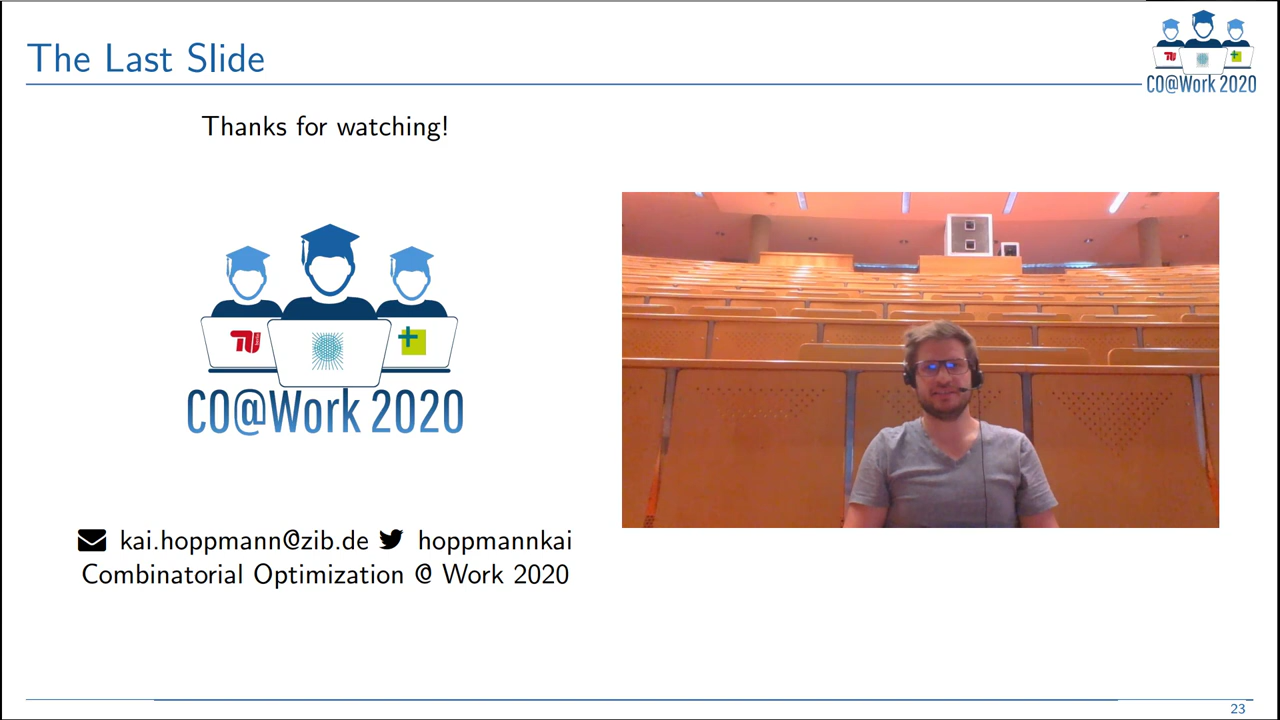 The Last Slide
CO@Work 2020
Thanks for watching!
CO@Work 2020
kai.hoppmann@zib.de hoppmannkai
Combinatorial Optimization @ Work 2020
23